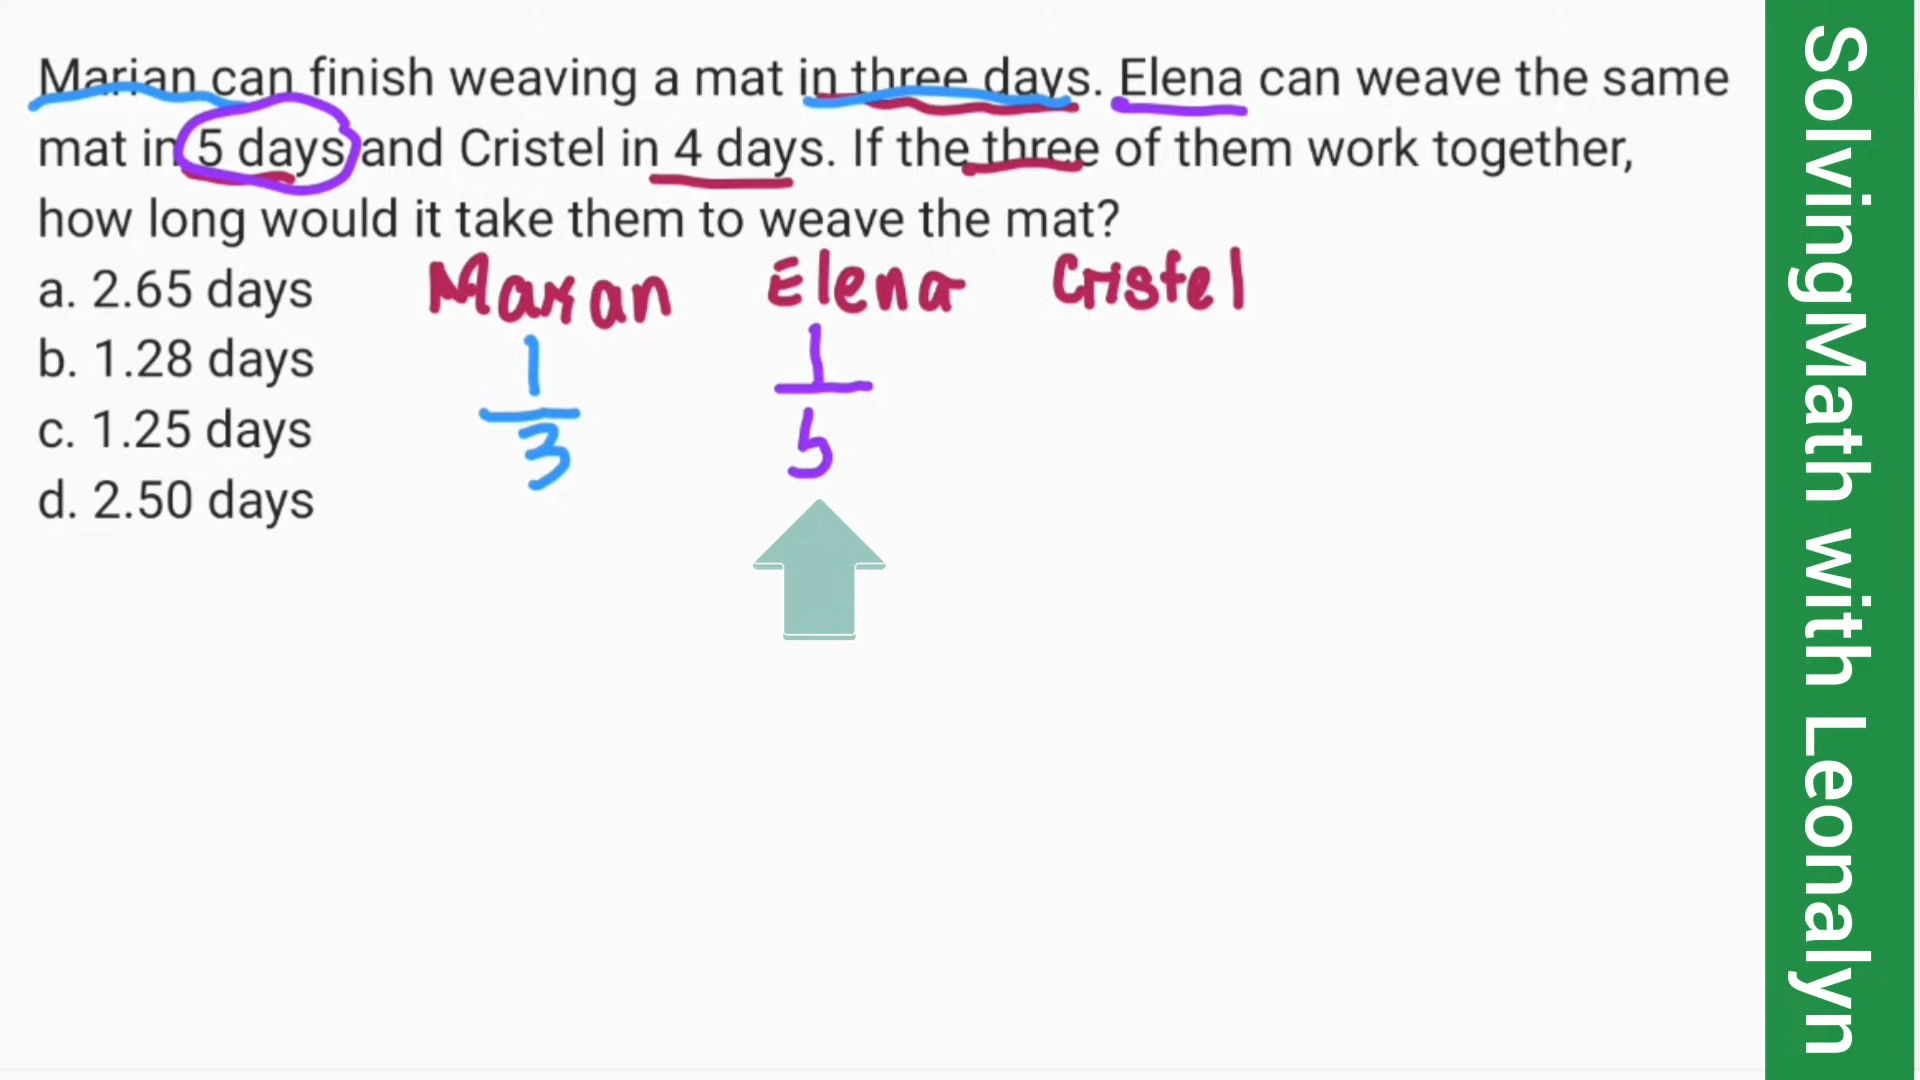 Marian can finish weaving a mat in three days. Elena can weave the same
mat in 5 days and Cristel in 4 days. If the three of them work together,
how long would it take them to weave the mat?
a. 2.65 days
b. 1.28 days
c. 1.25 days
d. 2.50 days
Marian Elena Cristel
1 1
3 5
SolvingMath with Leonalyn